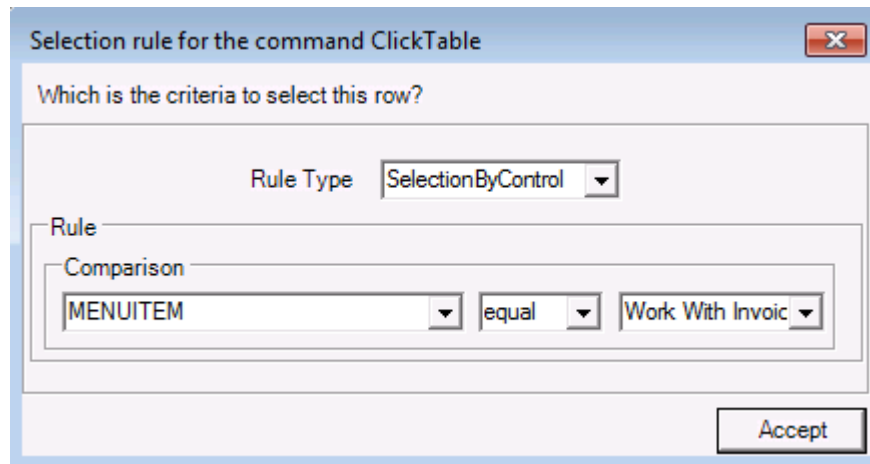 Selection rule for the command ClickTable
Which is the criteria to select this row?
Rule Type SelectionByControl
Rule
Comparison
MENUITEM equal Work With Invoic
Accept